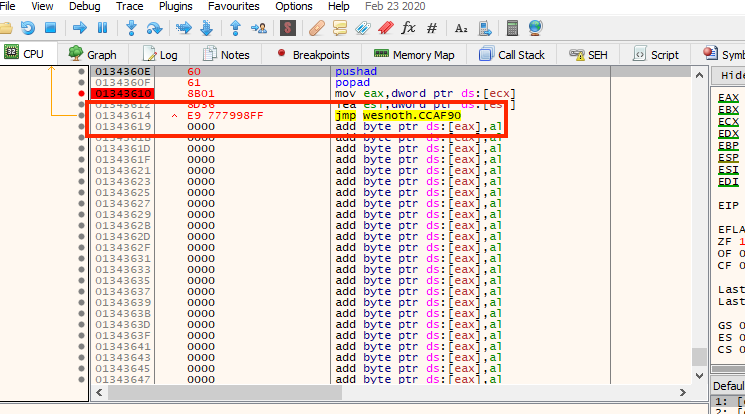 File View Debug Trace Plugins Favourites Options Help Feb 23 2020
fx # A₂
CPU Graph Log Notes Breakpoints Memory Map Call Stack SEH Script
0134360E 60 pushad
0134360F 61 popad
01343610 8B01 mov eax,dword ptr ds:[ecx]
01343612 8D36 lea esi,dword ptr ds:[esi]
01343614 ^ E9 777998FF jmp wesnoth.CCAF90
01343619 0000 add byte ptr ds:[eax],al
0134361B 0000 add byte ptr ds:[eax],al
0134361D 0000 add byte ptr ds:[eax],al
0134361F 0000 add byte ptr ds:[eax],al
01343621 0000 add byte ptr ds:[eax],al
01343623 0000 add byte ptr ds:[eax],al
01343625 0000 add byte ptr ds:[eax],al
01343627 0000 add byte ptr ds:[eax],al
01343629 0000 add byte ptr ds:[eax],al
0134362B 0000 add byte ptr ds:[eax],al
0134362D 0000 add byte ptr ds:[eax],al
0134362F 0000 add byte ptr ds:[eax],al
01343631 0000 add byte ptr ds:[eax],al
01343633 0000 add byte ptr ds:[eax],al
01343635 0000 add byte ptr ds:[eax],al
01343637 0000 add byte ptr ds:[eax],al
01343639 0000 add byte ptr ds:[eax],al
0134363B 0000 add byte ptr ds:[eax],al
0134363D 0000 add byte ptr ds:[eax],al
0134363F 0000 add byte ptr ds:[eax],al
01343641 0000 add byte ptr ds:[eax],al
01343643 0000 add byte ptr ds:[eax],al
01343645 0000 add byte ptr ds:[eax],al
01343647 0000 add byte ptr ds:[eax],al
Hide
EAX
EBX
ECX
EDX
EBP
ESP
ESI
EDI
EIP
EFLA
ZF 1
OF 0
CF 0
Last
Last
GS 0
ES 0
CS 0
Defaul
1: [e
2: [e